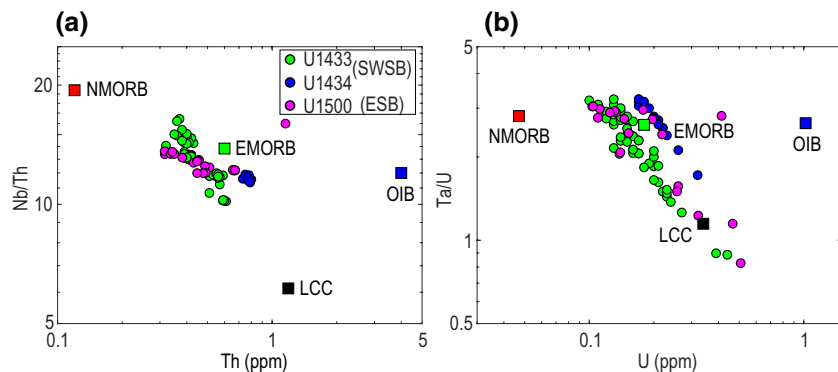 (a)
Nb/Th
20
10
5
0.1
1
5
Th (ppm)
NMORB
EMORB
OIB
LCC
U1433
U1434
(SWSB)
U1500 (ESB)
(b)
Ta/U
5
1
0.5
0.1
1
U (ppm)
NMORB
EMORB
OIB
LCC